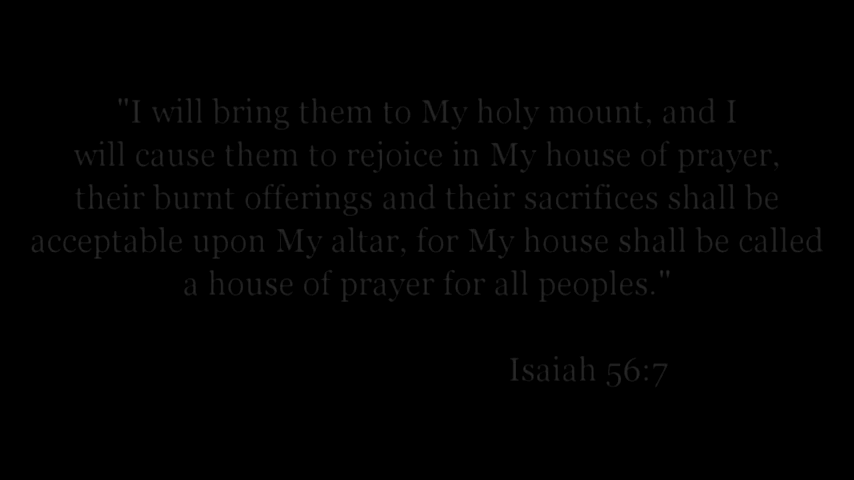 "I will bring them to My holy mount, and I
will cause them to rejoice in My house of prayer,
their burnt offerings and their sacrifices shall be
acceptable upon My altar, for My house shall be called
a house of prayer for all peoples."
Isaiah 56:7